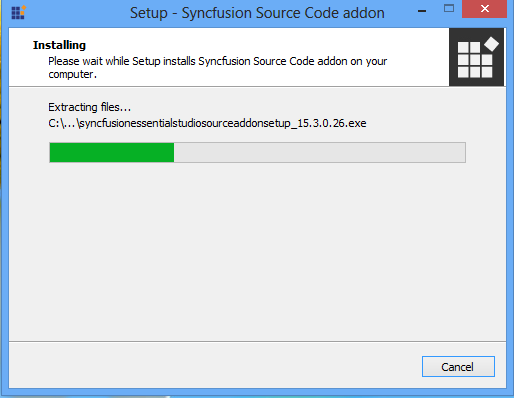 Setup - Syncfusion Source Code addon
Installing
Please wait while Setup installs Syncfusion Source Code addon on your
computer.
Extracting files...
C:\...\syncfusionessentialstudiosourceaddonsetup_15.3.0.26.exe
Cancel